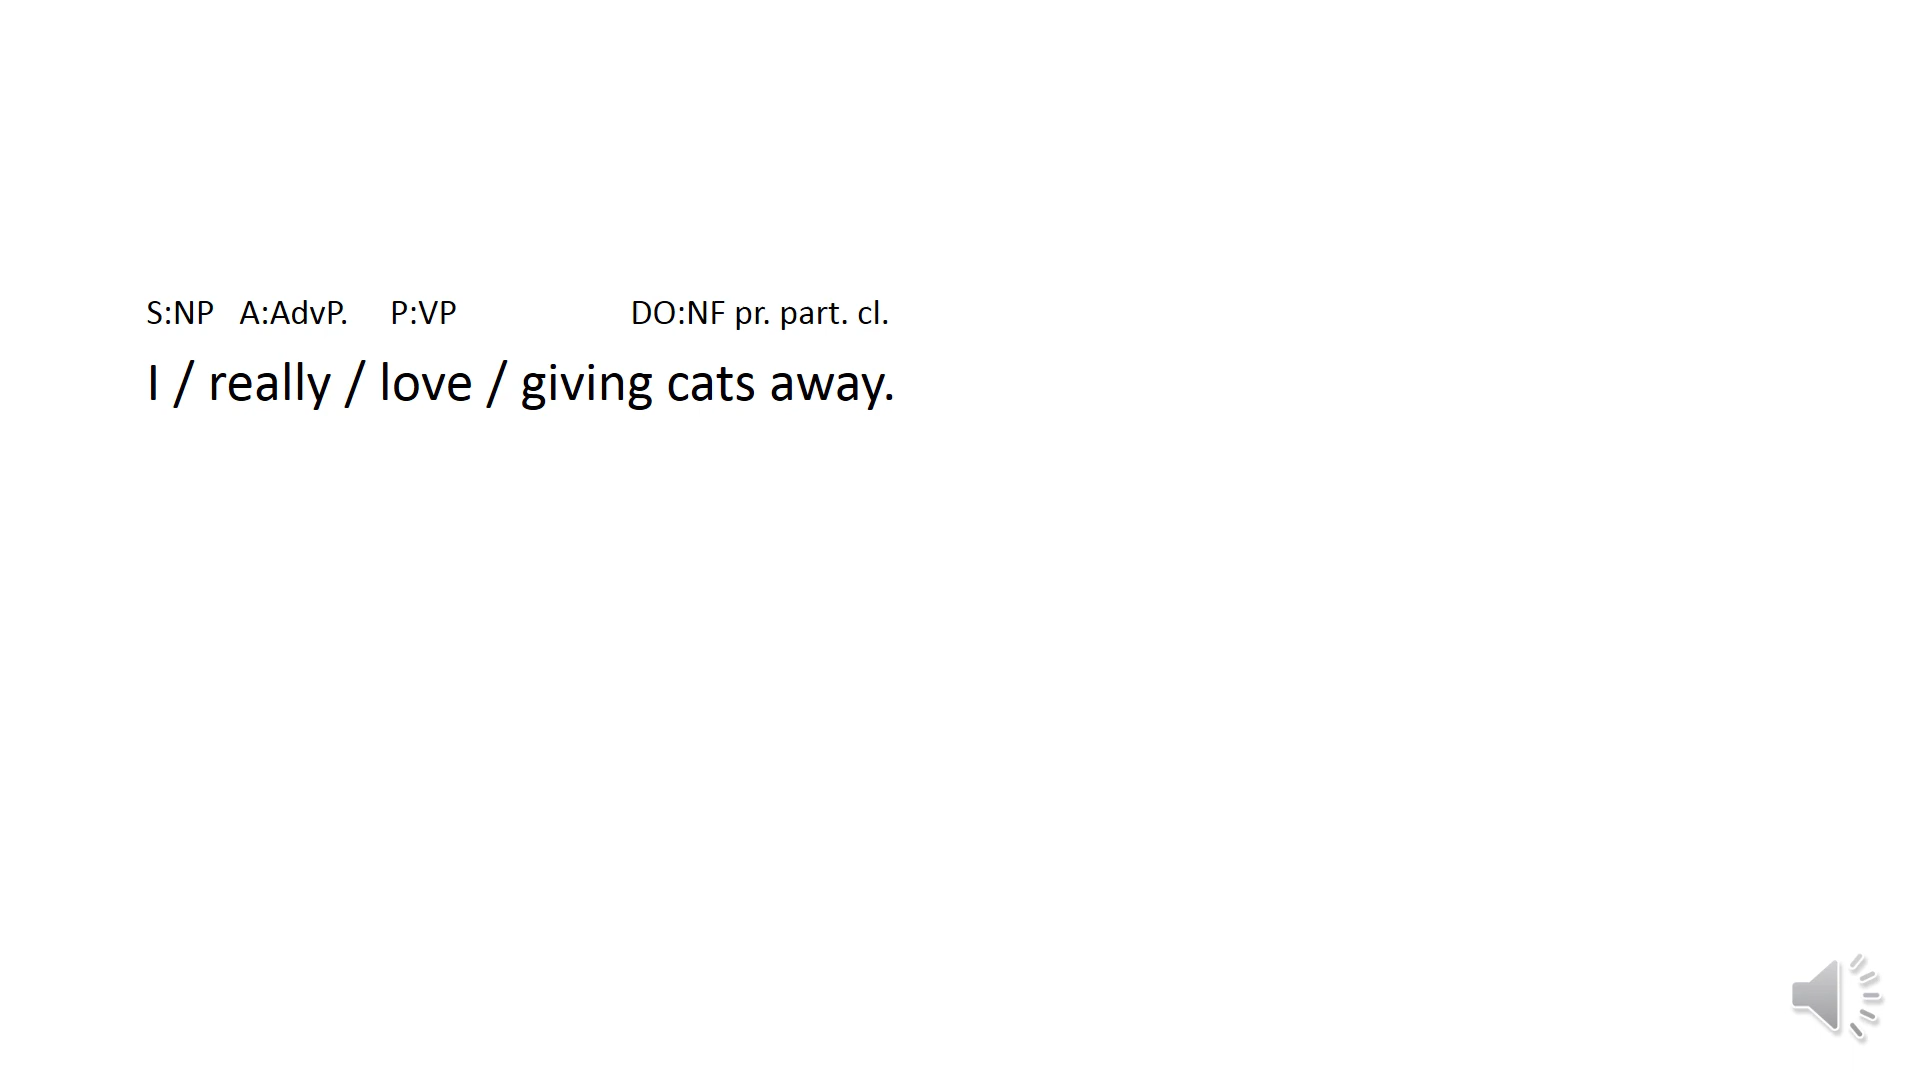 S:NP A:AdvP. P:VP DO:NF pr. part. cl.
I / really / love / giving cats away.